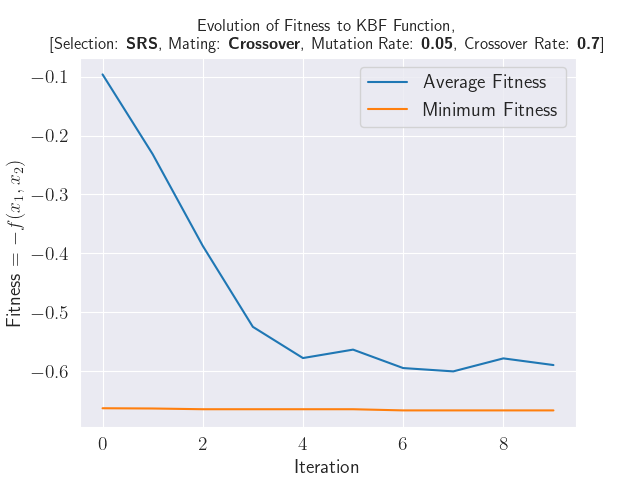 Evolution of Fitness to KBF Function,
[Selection: SRS, Mating: Crossover, Mutation Rate: 0.05, Crossover Rate: 0.7]
Average Fitness
Minimum Fitness
Fitness = −f(x₁, x₂)
−0.1
−0.2
−0.3
−0.4
−0.5
−0.6
0 2 4 6 8
Iteration